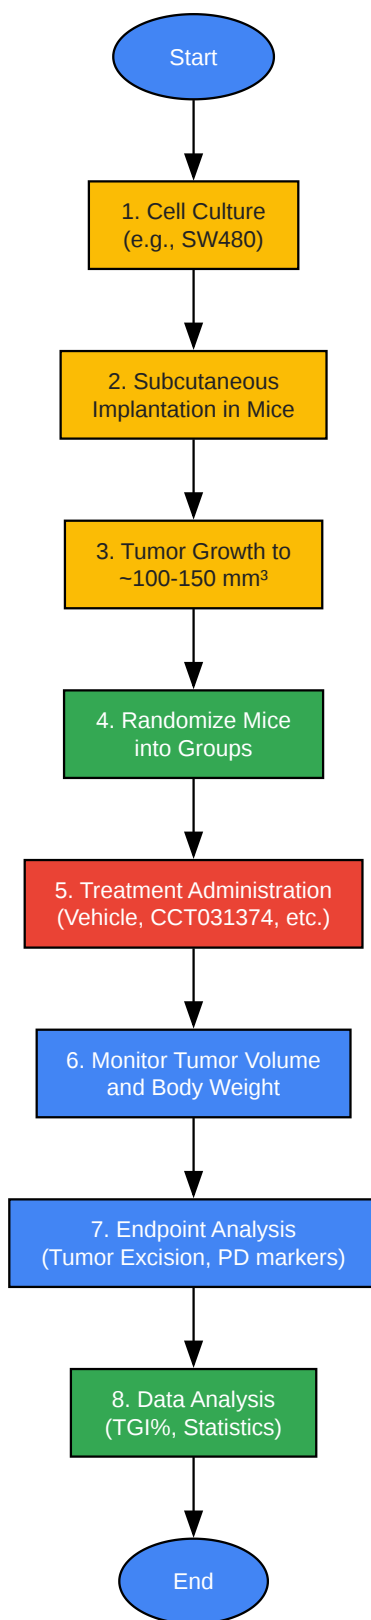 Start
1. Cell Culture
(e.g., SW480)
2. Subcutaneous
Implantation in Mice
3. Tumor Growth to
~100-150 mm³
4. Randomize Mice
into Groups
5. Treatment Administration
(Vehicle, CCT031374, etc.)
6. Monitor Tumor Volume
and Body Weight
7. Endpoint Analysis
(Tumor Excision, PD markers)
8. Data Analysis
(TGI%, Statistics)
End